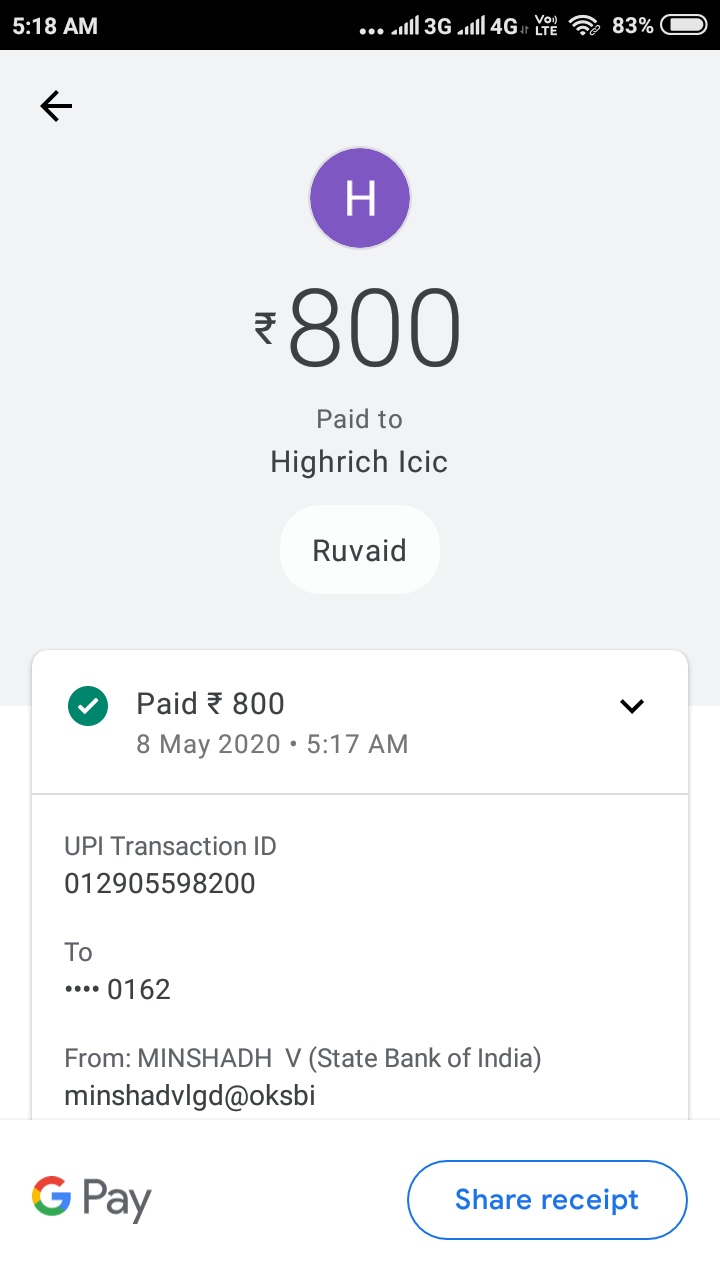 5:18 AM ... 3G 4G Vo) LTE 83%
H
₹800
Paid to
Highrich Icic
Ruvaid
Paid ₹ 800
8 May 2020 • 5:17 AM
UPI Transaction ID
012905598200
To
•••• 0162
From: MINSHADH  V (State Bank of India)
minshadvlgd@oksbi
G Pay
Share receipt